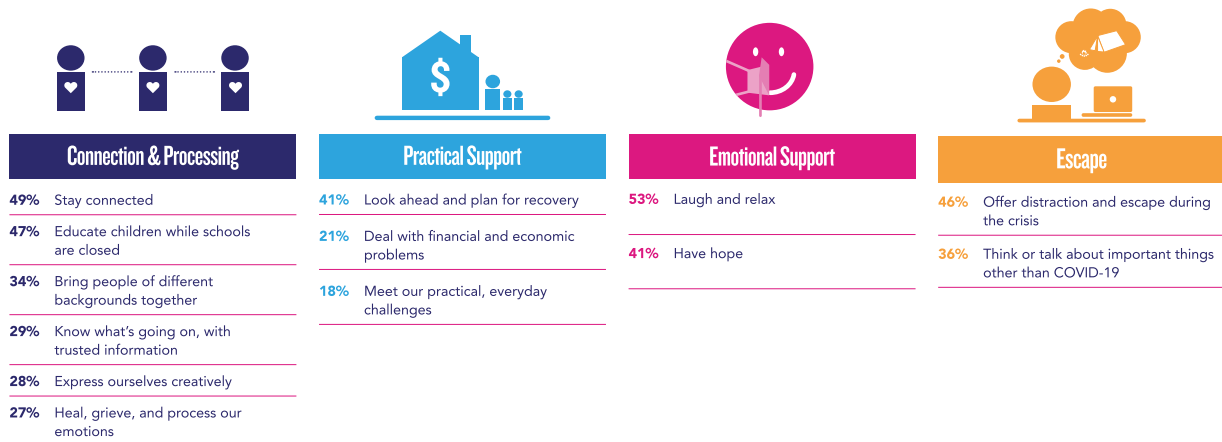 $
Connection & Processing
49% Stay connected
47% Educate children while schools
are closed
34% Bring people of different
backgrounds together
29% Know what's going on, with
trusted information
28% Express ourselves creatively
27% Heal, grieve, and process our
emotions
Practical Support
41% Look ahead and plan for recovery
21% Deal with financial and economic
problems
18% Meet our practical, everyday
challenges
Emotional Support
53% Laugh and relax
41% Have hope
Escape
46% Offer distraction and escape during
the crisis
36% Think or talk about important things
other than COVID-19